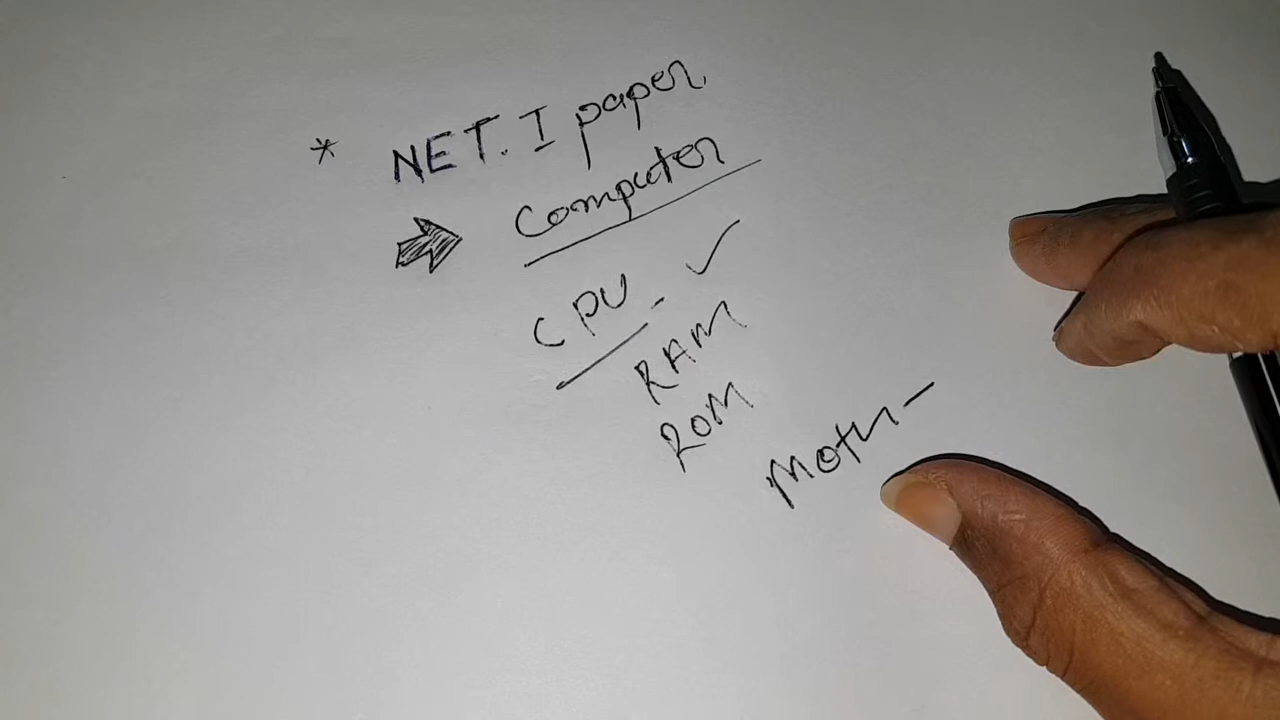 * NET. I paper.
Computer
CPU - ✓
RAM
ROM
Moth -